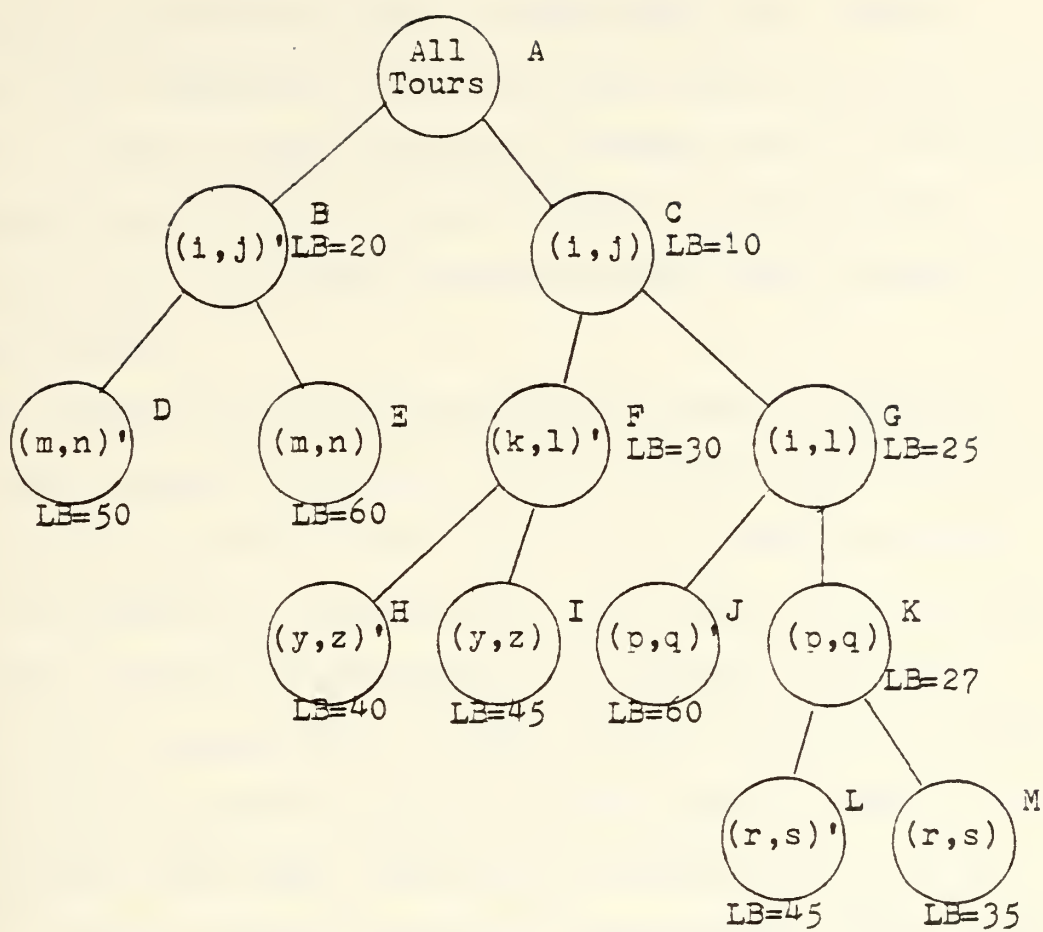 All A
Tours
B C
(i,j)' LB=20 (i,j) LB=10
D E F G
(m,n)' (m,n) (k,l)' LB=30 (i,l) LB=25
LB=50 LB=60
H I J K
(y,z)' (y,z) (p,q)' (p,q)
LB=27
LB=40 LB=45 LB=60
L M
(r,s)' (r,s)
LB=45 LB=35